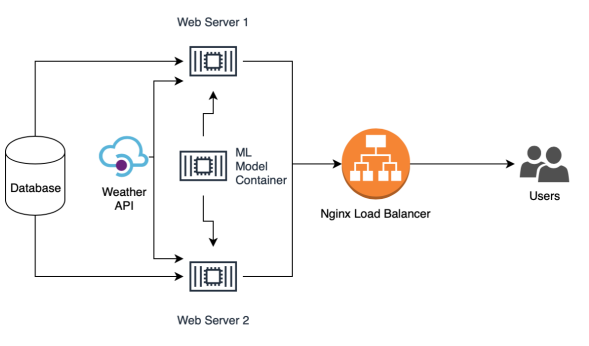 Web Server 1
Database
Weather
API
ML
Model
Container
Nginx Load Balancer
Users
Web Server 2